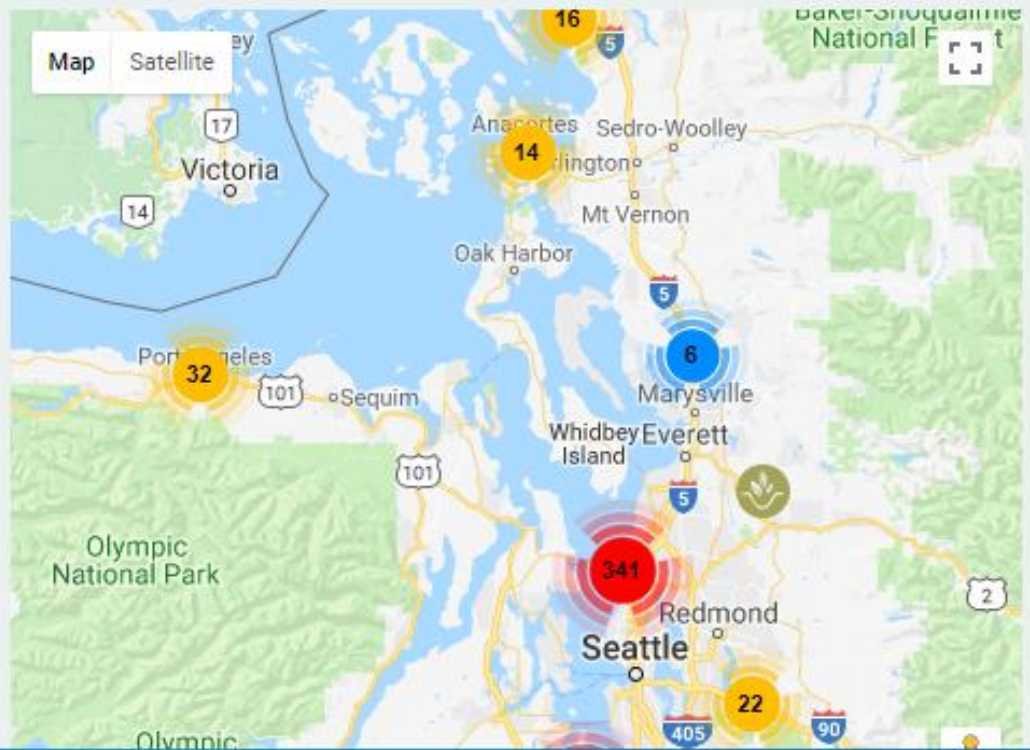 16
Baker-Snoqualmie
National F t
Map
Satellite
ey
5
17
Anacortes
Sedro-Woolley
14
lington
Victoria
14
Mt Vernon
Oak Harbor
5
6
Port Angeles
32
101
Sequim
Marysville
Whidbey
Island
Everett
101
5
Olympic
National Park
341
2
Redmond
Seattle
22
405
90
Olympic